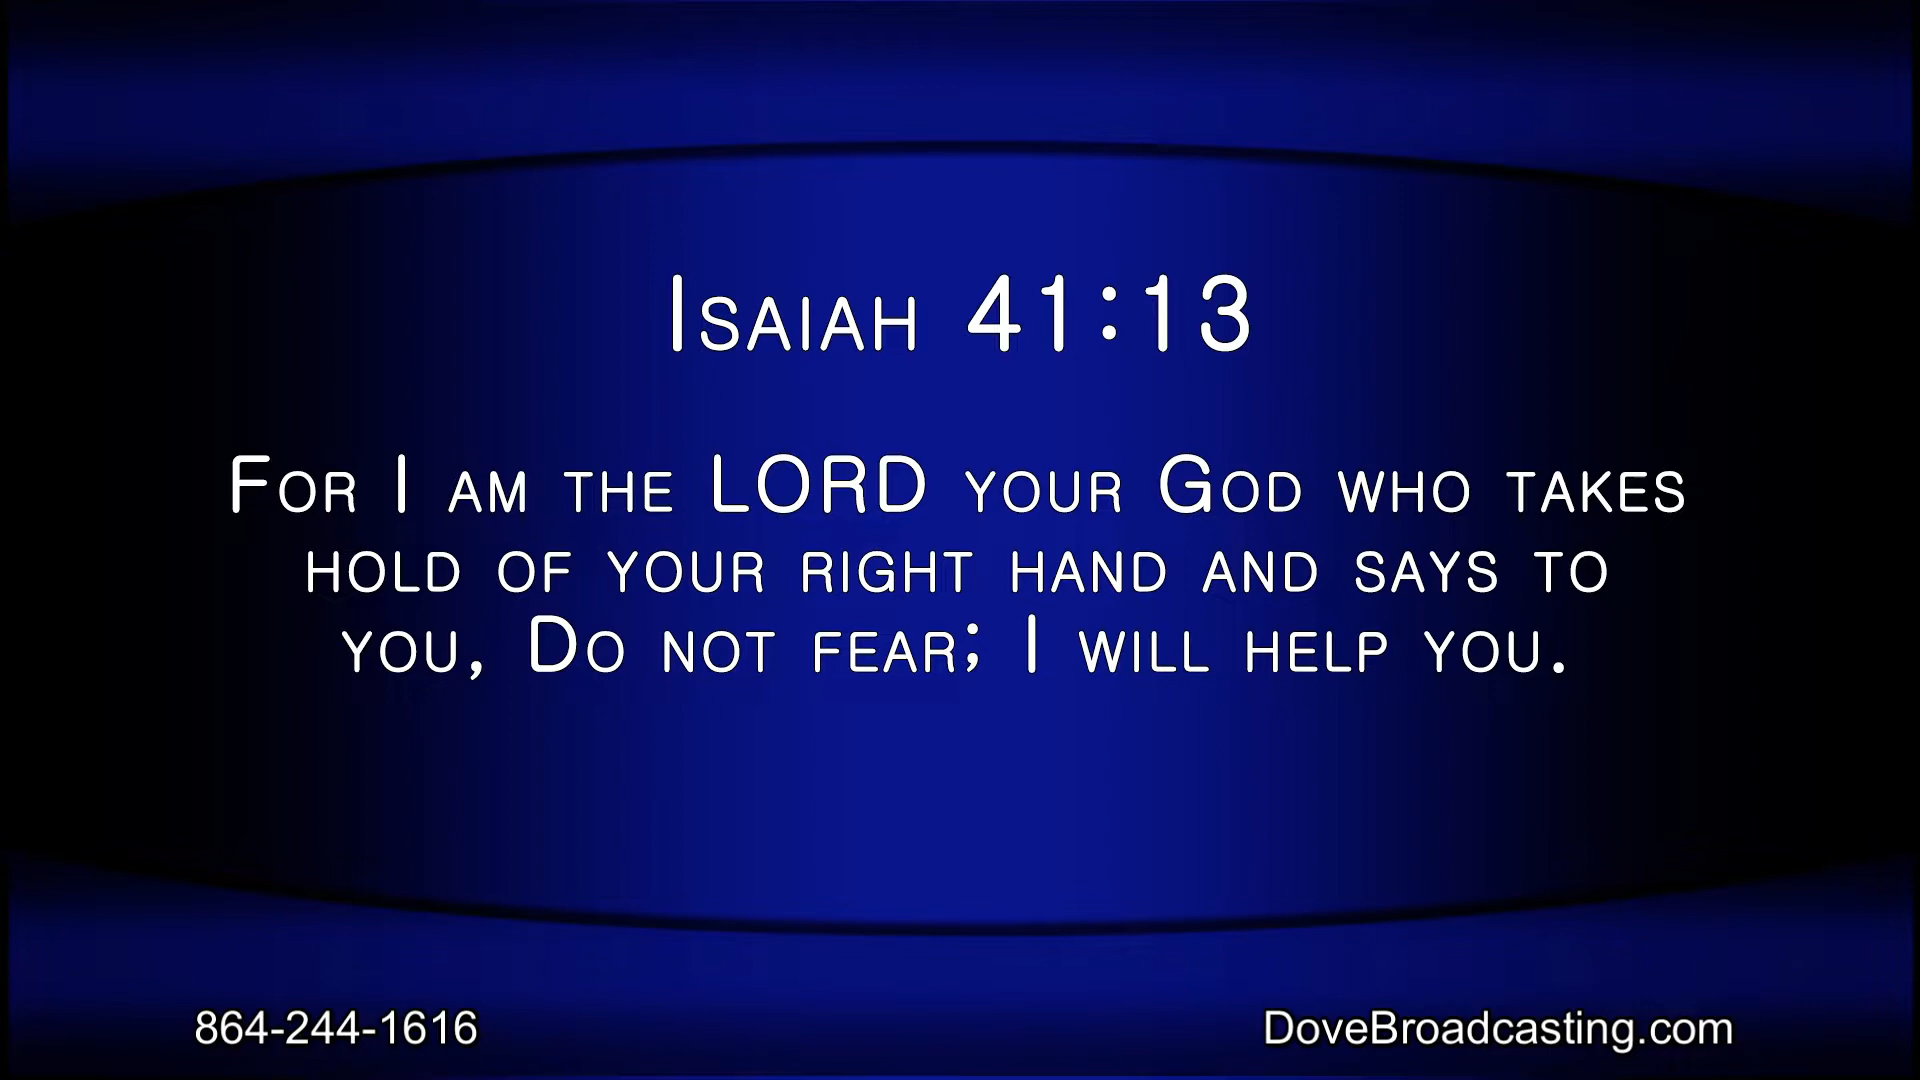 Isaiah 41:13
For I am the LORD your God who takes
hold of your right hand and says to
you, Do not fear; I will help you.
864-244-1616
DoveBroadcasting.com